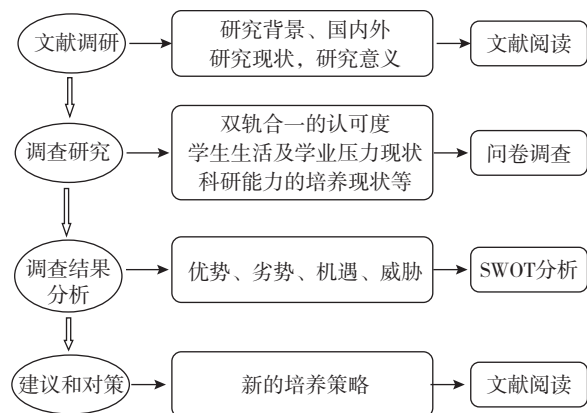 文献调研
研究背景、国内外
研究现状，研究意义
文献阅读
调查研究
双轨合一的认可度
学生生活及学业压力现状
科研能力的培养现状等
问卷调查
调查结果
分析
优势、劣势、机遇、威胁
SWOT分析
建议和对策
新的培养策略
文献阅读